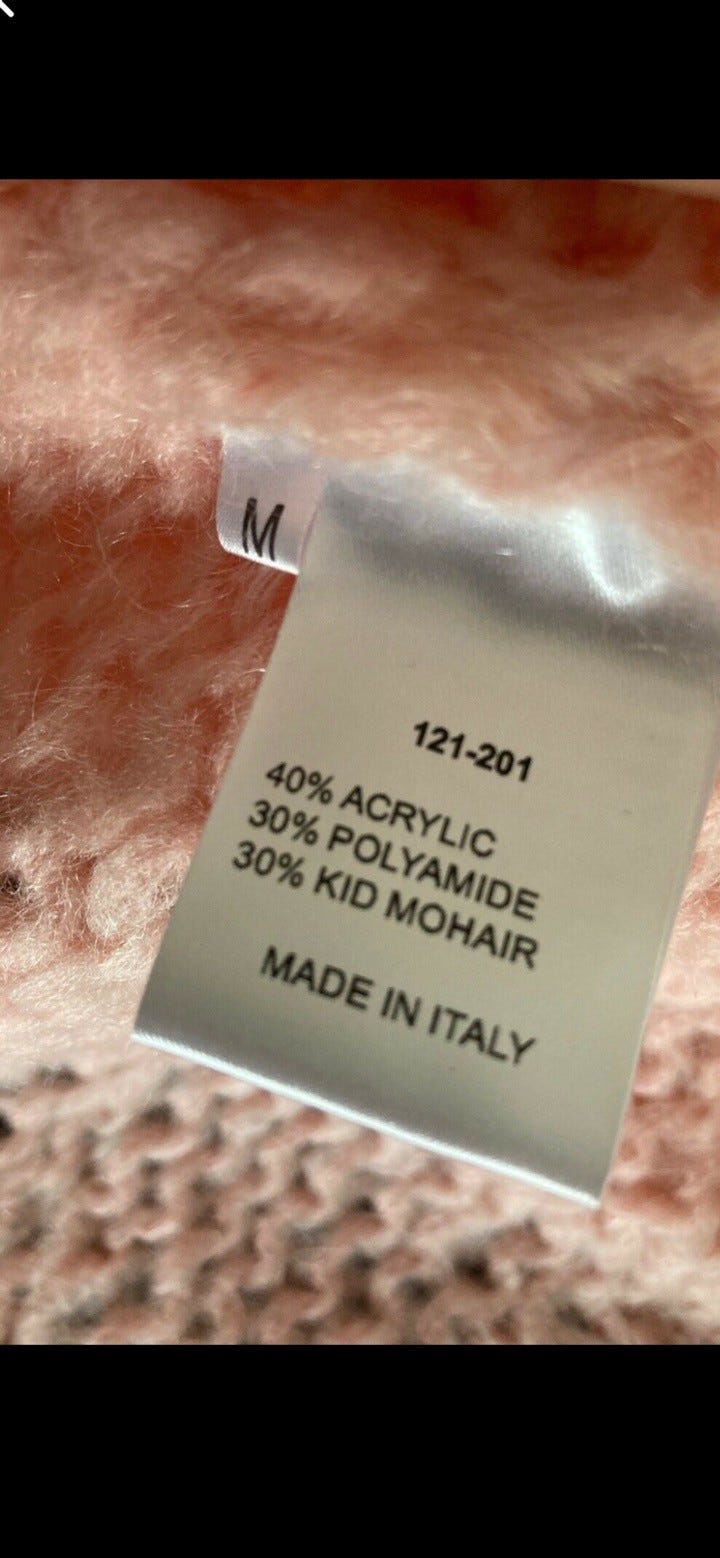 M
121-201
40% ACRYLIC
30% POLYAMIDE
30% KID MOHAIR
MADE IN ITALY